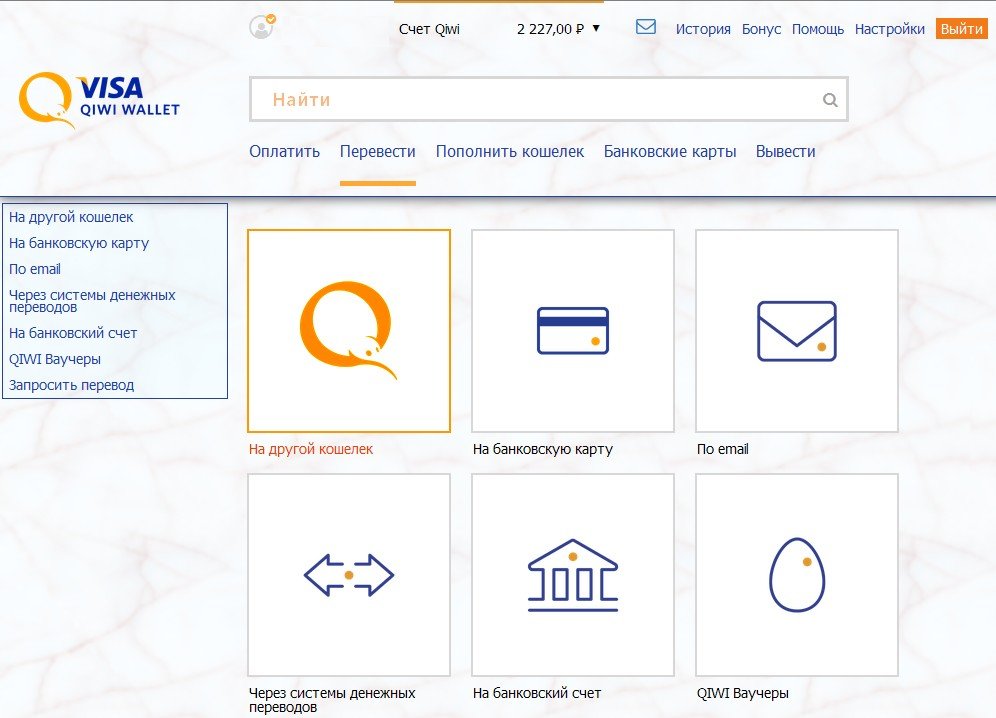 Счет Qiwi 2 227,00 ₽ История Бонус Помощь Настройки Выйти
VISA
QIWI WALLET
Найти
Оплатить Перевести Пополнить кошелек Банковские карты Вывести
На другой кошелек
На банковскую карту
По email
Через системы денежных
переводов
На банковский счет
QIWI Ваучеры
Запросить перевод
На другой кошелек На банковскую карту По email
Через системы денежных
переводов
На банковский счет
QIWI Ваучеры